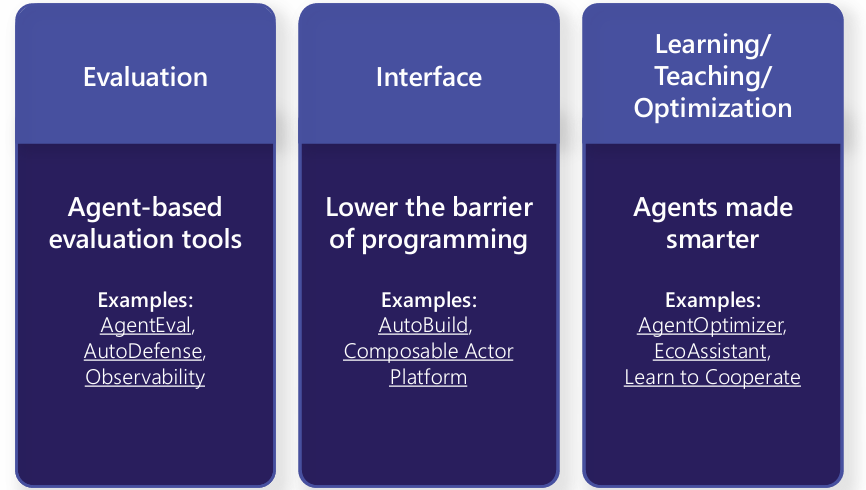 Evaluation
Agent-based
evaluation tools
Examples:
AgentEval,
AutoDefense,
Observability
Interface
Lower the barrier
of programming
Examples:
AutoBuild,
Composable Actor
Platform
Learning/
Teaching/
Optimization
Agents made
smarter
Examples:
AgentOptimizer,
EcoAssistant,
Learn to Cooperate